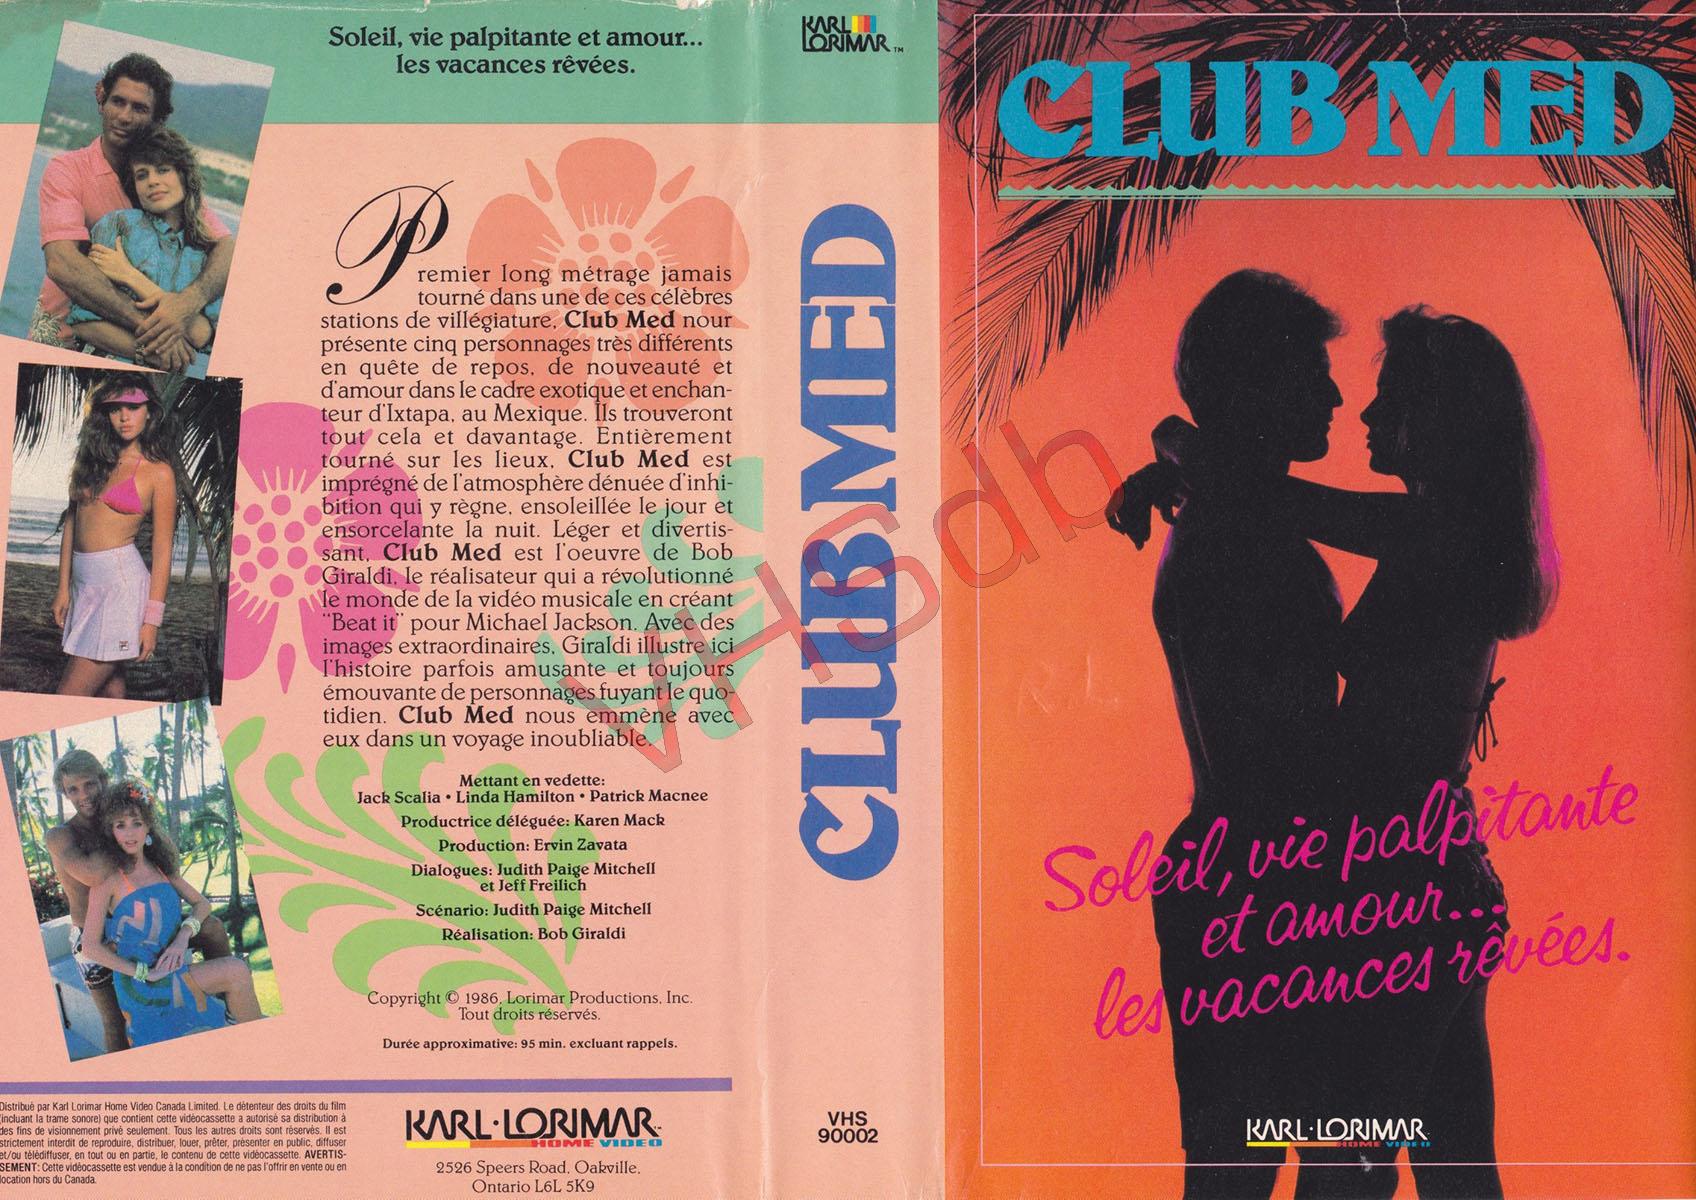 Soleil, vie palpitante et amour...
les vacances rêvées.
Premier long métrage jamais
tourné dans une de ces célèbres
stations de villégiature, Club Med nour
présente cinq personnages très différents
en quête de repos, de nouveauté et
d'amour dans le cadre exotique et enchan-
teur d'Ixtapa, au Mexique. Ils trouveront
tout cela et davantage. Entièrement
tourné sur les lieux, Club Med est
imprégné de l'atmosphère dénuée d'inhi-
bition qui y règne, ensoleillée le jour et
ensorcelante la nuit. Léger et divertis-
sant, Club Med est l'oeuvre de Bob
Giraldi, le réalisateur qui a révolutionné
le monde de la vidéo musicale en créant
"Beat it" pour Michael Jackson. Avec des
images extraordinaires, Giraldi illustre ici
l'histoire parfois amusante et toujours
émouvante de personnages fuyant le quo-
tidien. Club Med nous emmène avec
eux dans un voyage inoubliable.
Mettant en vedette:
Jack Scalia • Linda Hamilton • Patrick Macnee
Productrice déléguée: Karen Mack
Production: Ervin Zavata
Dialogues: Judith Paige Mitchell
et Jeff Freilich
Scénario: Judith Paige Mitchell
Réalisation: Bob Giraldi
Copyright © 1986, Lorimar Productions, Inc.
Tout droits réservés.
Durée approximative: 95 min. excluant rappels.
Distribué par Karl Lorimar Home Video Canada Limited. Le détenteur des droits du film
(incluant la trame sonore) que contient cette vidéocassette a autorisé sa distribution à
des fins de visionnement privé seulement. Tous les autres droits sont réservés. Il est
strictement interdit de reproduire, distribuer, louer, prêter, présenter en public, diffuser
et/ou télédiffuser, en tout ou en partie, le contenu de cette vidéocassette. AVERTIS-
SEMENT: Cette vidéocassette est vendue à la condition de ne pas l'offrir en vente ou en
location hors du Canada.
KARL·LORIMAR™
HOME VIDEO
2526 Speers Road, Oakville,
Ontario L6L 5K9
KARL
LORIMAR™
CLUB MED
VHS
90002
CLUB MED
Soleil, vie palpitante
et amour...
les vacances rêvées.
KARL·LORIMAR
HOME VIDEO
VHSdb
FILA